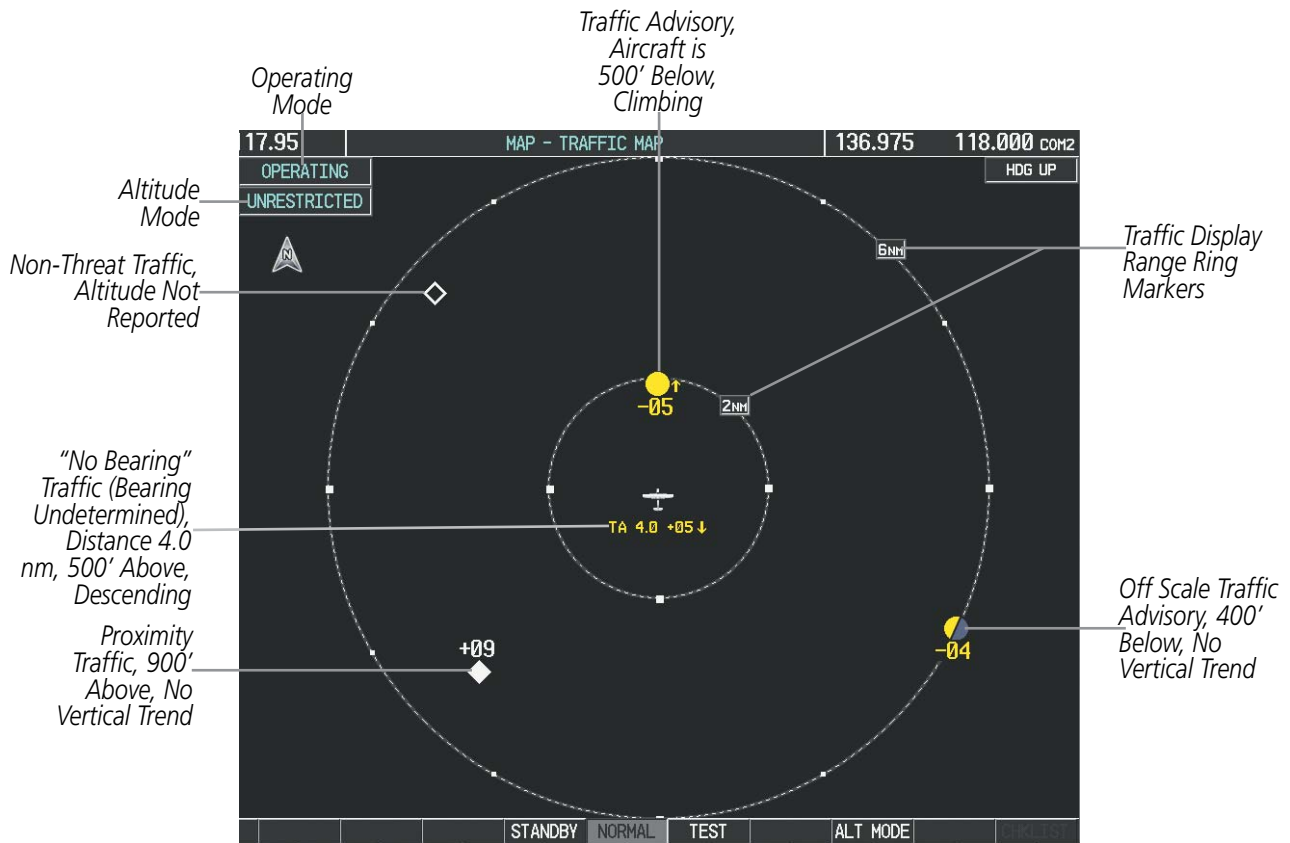 Traffic Advisory,
Aircraft is
500’ Below,
Climbing
Operating
Mode
17.95
MAP – TRAFFIC MAP
136.975
118.000 COM2
OPERATING
HDG UP
Altitude
Mode
UNRESTRICTED
N
6NM
Traffic Display
Range Ring
Markers
Non-Threat Traffic,
Altitude Not
Reported
-05
2NM
“No Bearing”
Traffic (Bearing
Undetermined),
Distance 4.0
nm, 500’ Above,
Descending
TA 4.0 +05↓
Off Scale Traffic
Advisory, 400’
Below, No
Vertical Trend
-04
Proximity
Traffic, 900’
Above, No
Vertical Trend
+09
STANDBY NORMAL TEST ALT MODE CHKLIST